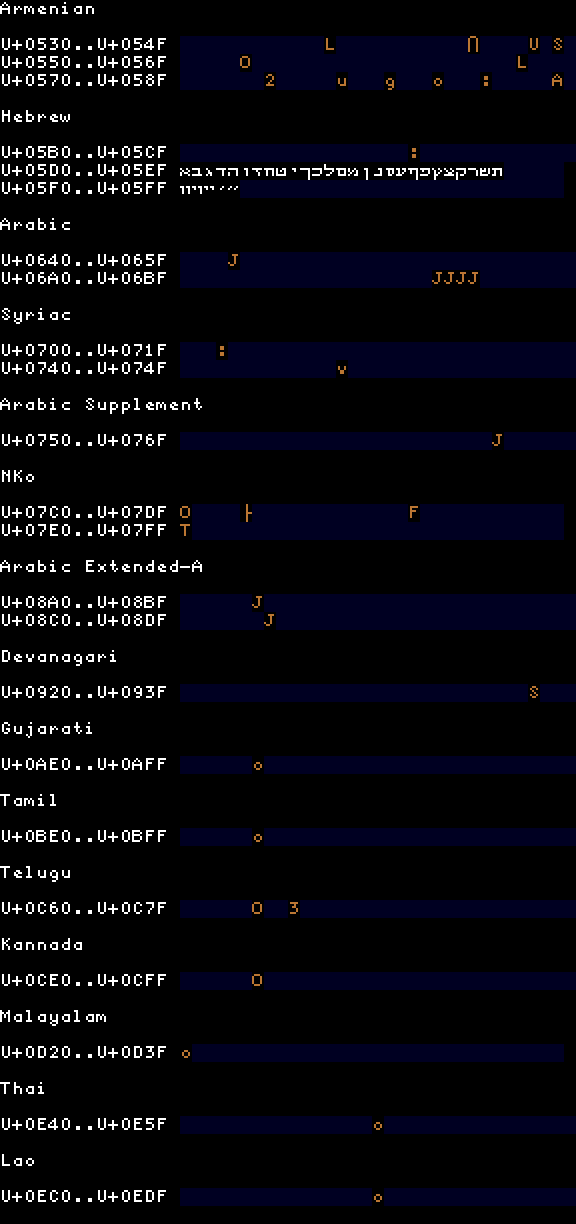 Armenian
U+0530..U+054F L ∩ U S
U+0550..U+056F O L
U+0570..U+058F 2 u g o : A
Hebrew
U+05B0..U+05CF :
U+05D0..U+05EF אבגדהוזחטיךכלםמןנסעףפץצקרשת
U+05F0..U+05FF װױײ׳״
Arabic
U+0640..U+065F J
U+06A0..U+06BF JJJJ
Syriac
U+0700..U+071F :
U+0740..U+074F v
Arabic Supplement
U+0750..U+076F J
NKo
U+07C0..U+07DF O ├ F
U+07E0..U+07FF T
Arabic Extended-A
U+08A0..U+08BF J
U+08C0..U+08DF J
Devanagari
U+0920..U+093F S
Gujarati
U+0AE0..U+0AFF o
Tamil
U+0BE0..U+0BFF o
Telugu
U+0C60..U+0C7F O 3
Kannada
U+0CE0..U+0CFF O
Malayalam
U+0D20..U+0D3F o
Thai
U+0E40..U+0E5F o
Lao
U+0EC0..U+0EDF o